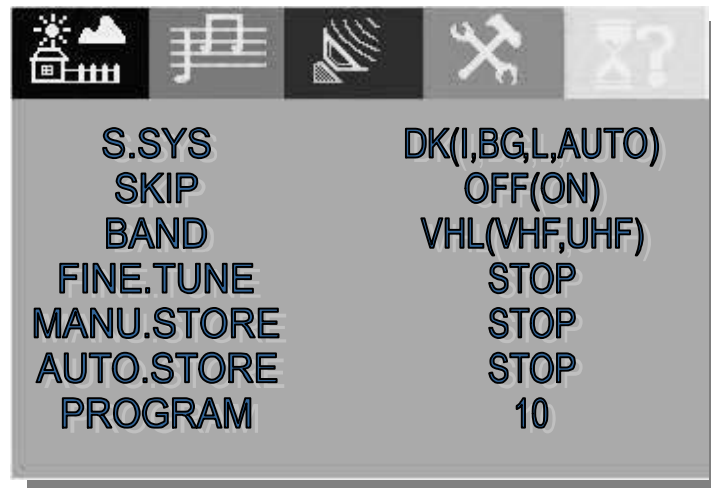 S.SYS DK(I,BG,L,AUTO)
SKIP OFF(ON)
BAND VHL(VHF,UHF)
FINE.TUNE STOP
MANU.STORE STOP
AUTO.STORE STOP
PROGRAM 10